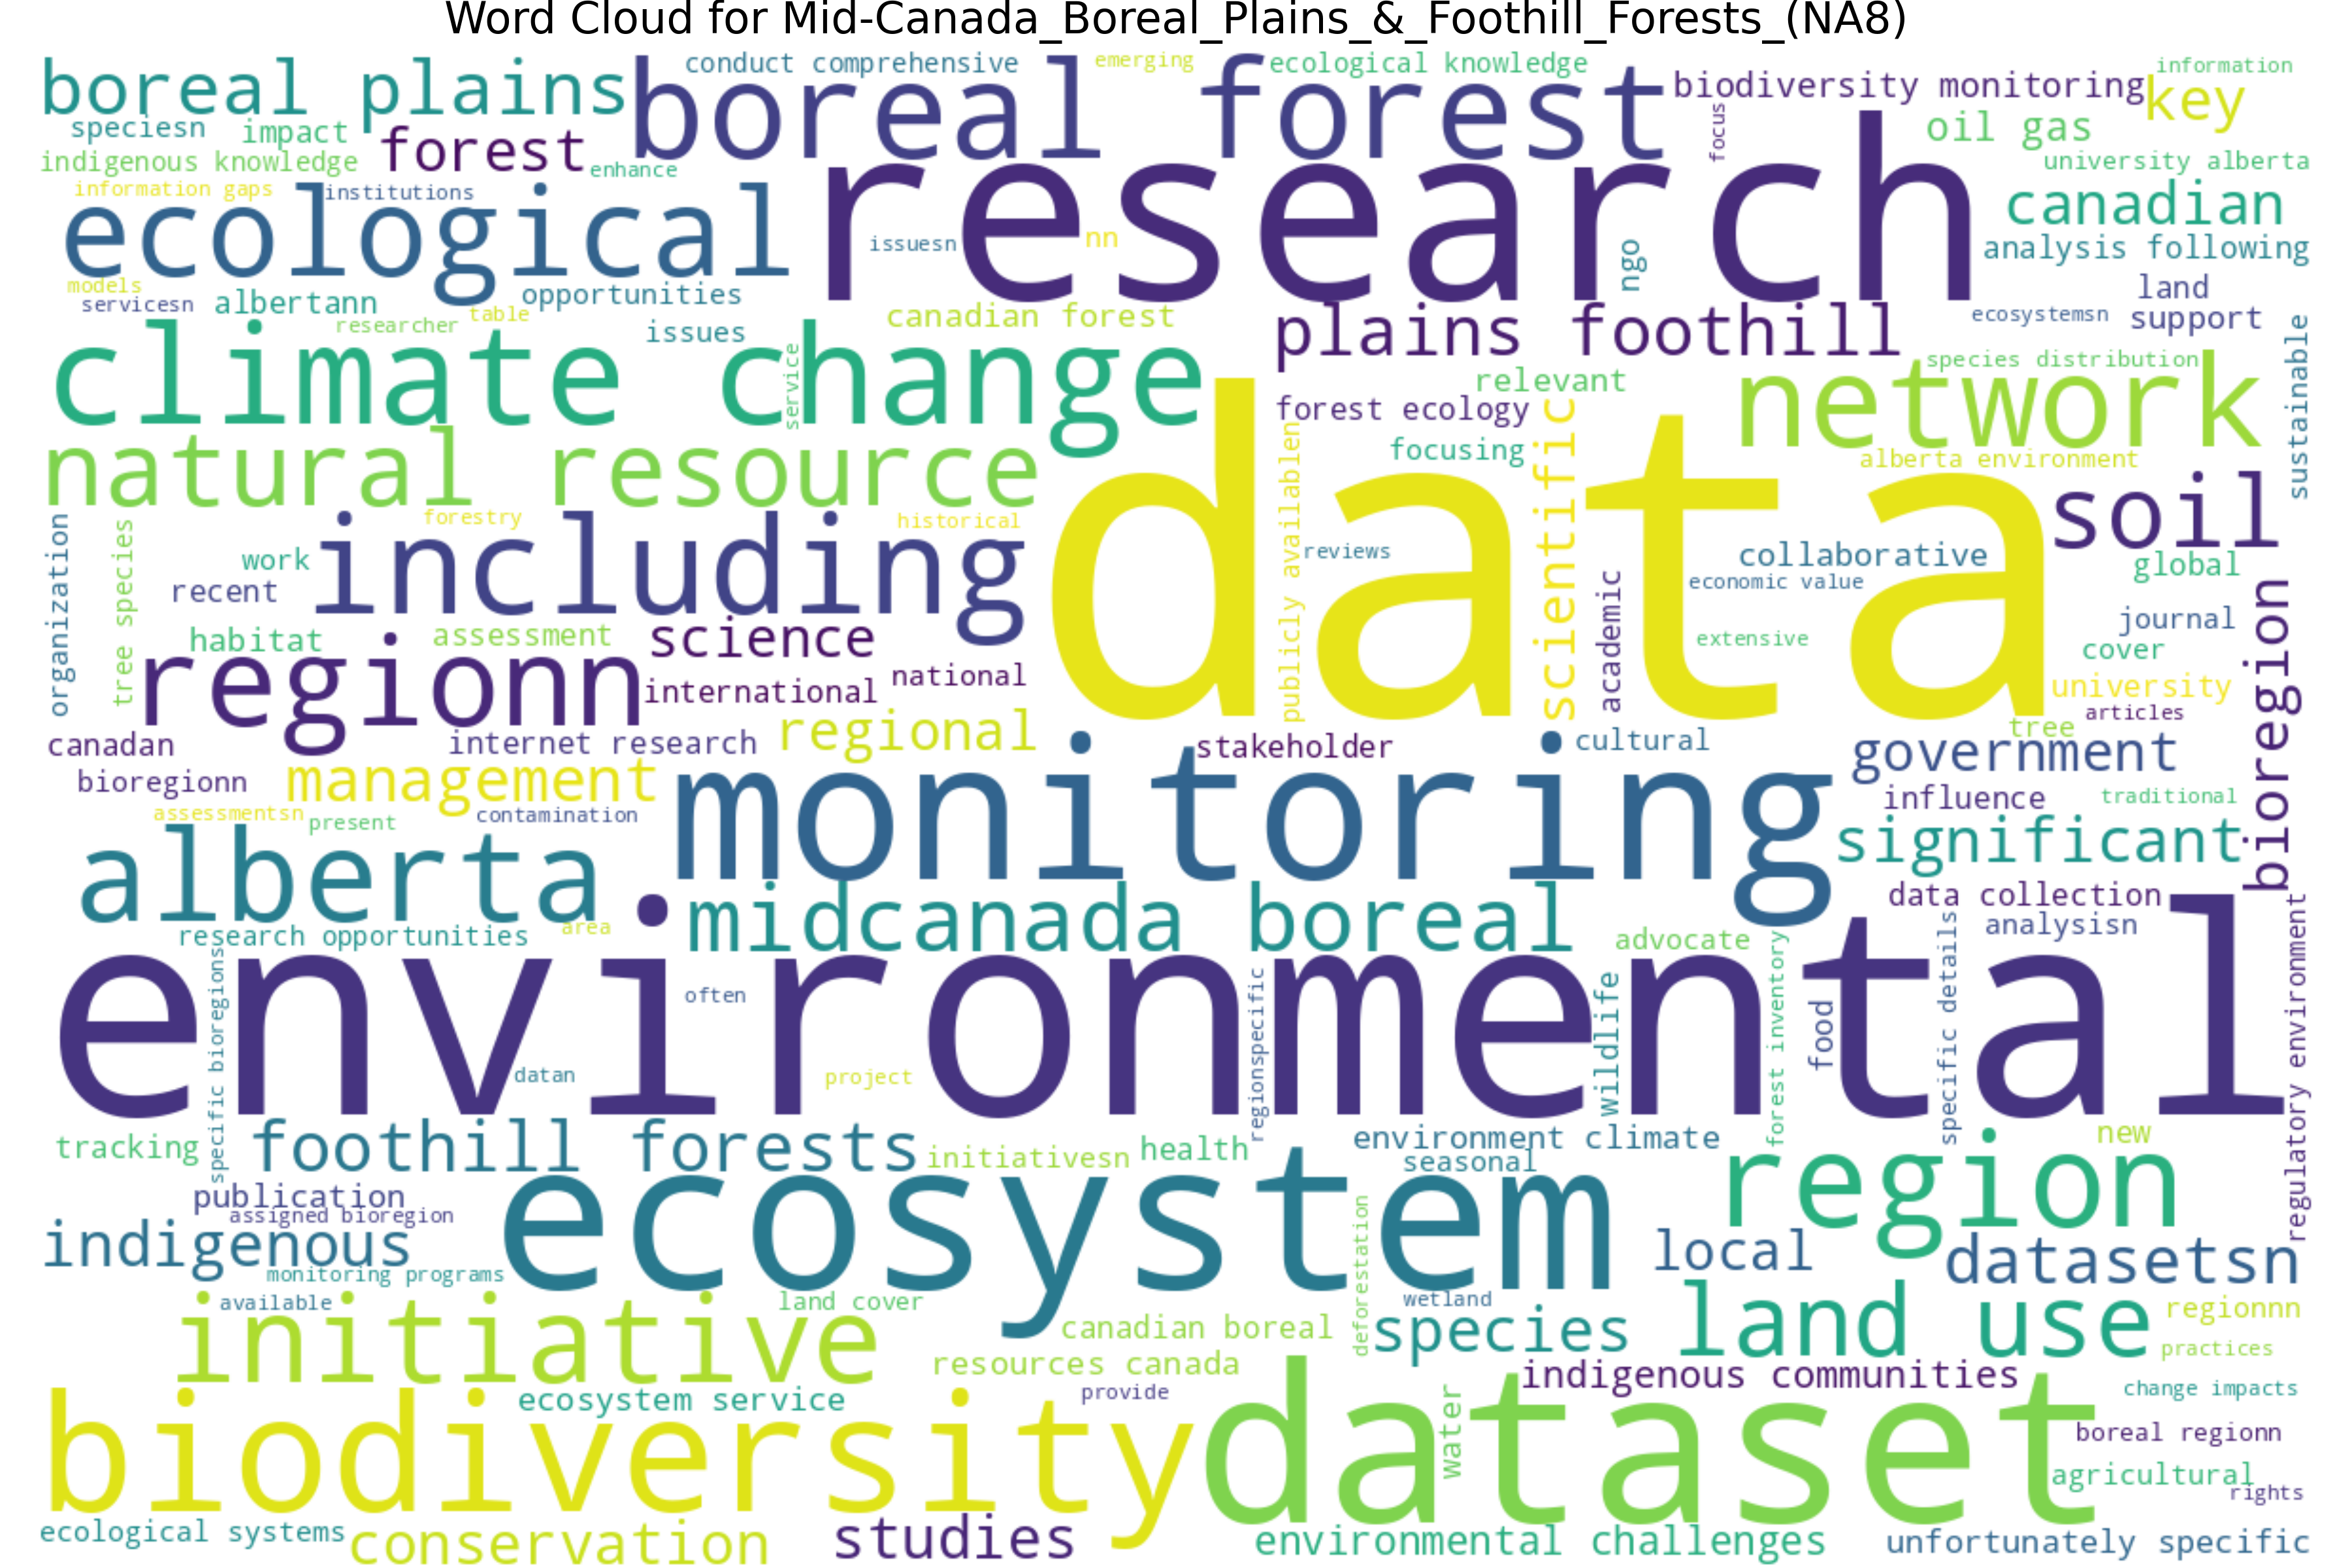 Word Cloud for Mid-Canada_Boreal_Plains_&_Foothill_Forests_(NA8)
boreal plains
conduct comprehensive
emerging
ecological knowledge
boreal forest
biodiversity monitoring
information
key
speciesn
impact
forest
focus
oil gas
indigenous knowledge
enhance
research
university alberta
information gaps
institutions
ecological
canadian
issuesn
nn
ngo
analysis following
models
servicesn
albertann
opportunities
land
support
researcher
table
issues
canadian forest
plains foothill
ecosystemsn
climate change
service
species distribution
sustainable
relevant
network
forest ecology
scientific
focusing
publicly availablen
alberta environment
natural resource
data
soil
organization
tree species
forestry
historical
work
including
reviews
collaborative
global
recent
economic value
academic
bioregion
journal
habitat
assessment
science
extensive
cover
regionn
international
national
university
articles
canadan
internet research
regional
stakeholder
cultural
tree
government
bioregionn
management
monitoring
influence
traditional
assessmentsn
present
contamination
significant
alberta
midcanada boreal
data collection
research opportunities
area
advocate
analysisn
environmental
specific bioregions
often
regionspecific
wildlife
forest inventory
food
specific details
regulatory environment
datan
project
tracking
foothill forests
initiativesn
health
environment climate
new
seasonal
region
publication
assigned bioregion
ecosystem
indigenous
local
datasetsn
monitoring programs
deforestation
available
land cover
wetland
initiative
canadian boreal
species
land use
regionnn
practices
resources canada
indigenous communities
ecosystem service
provide
change impacts
biodiversity
dataset
water
boreal regionn
agricultural
rights
ecological systems
conservation
studies
environmental challenges
unfortunately specific